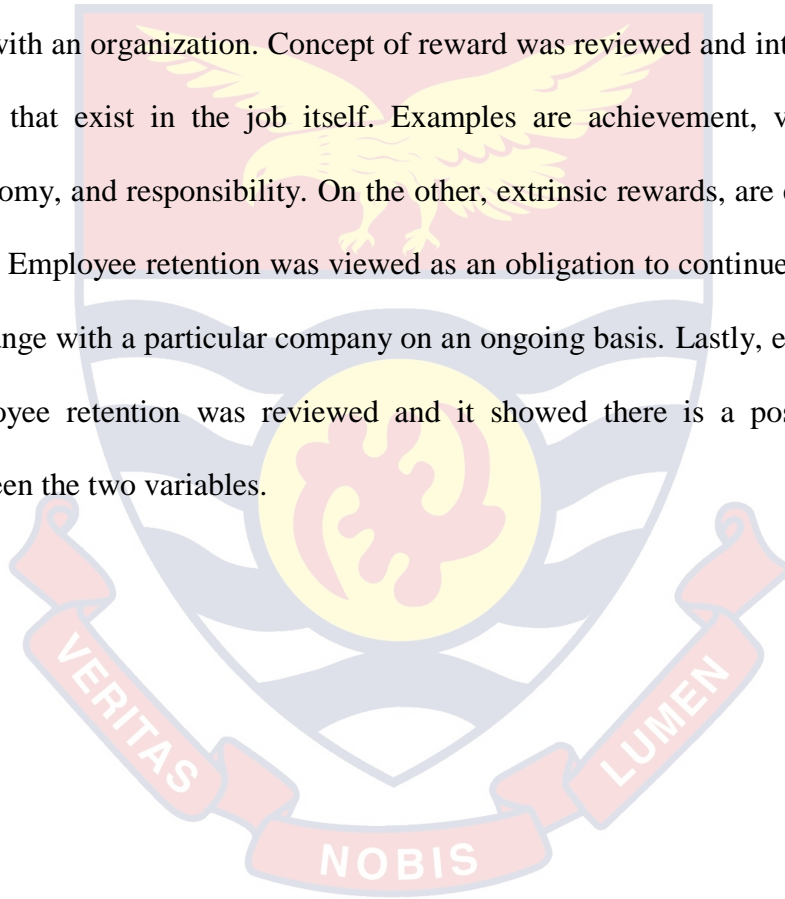 with an organization. Concept of reward was reviewed and int
that exist in the job itself. Examples are achievement, v
omy, and responsibility. On the other, extrinsic rewards, are
Employee retention was viewed as an obligation to continue
nge with a particular company on an ongoing basis. Lastly, e
oyee retention was reviewed and it showed there is a pos
een the two variables.
VERITAS
NOBIS
LUMEN